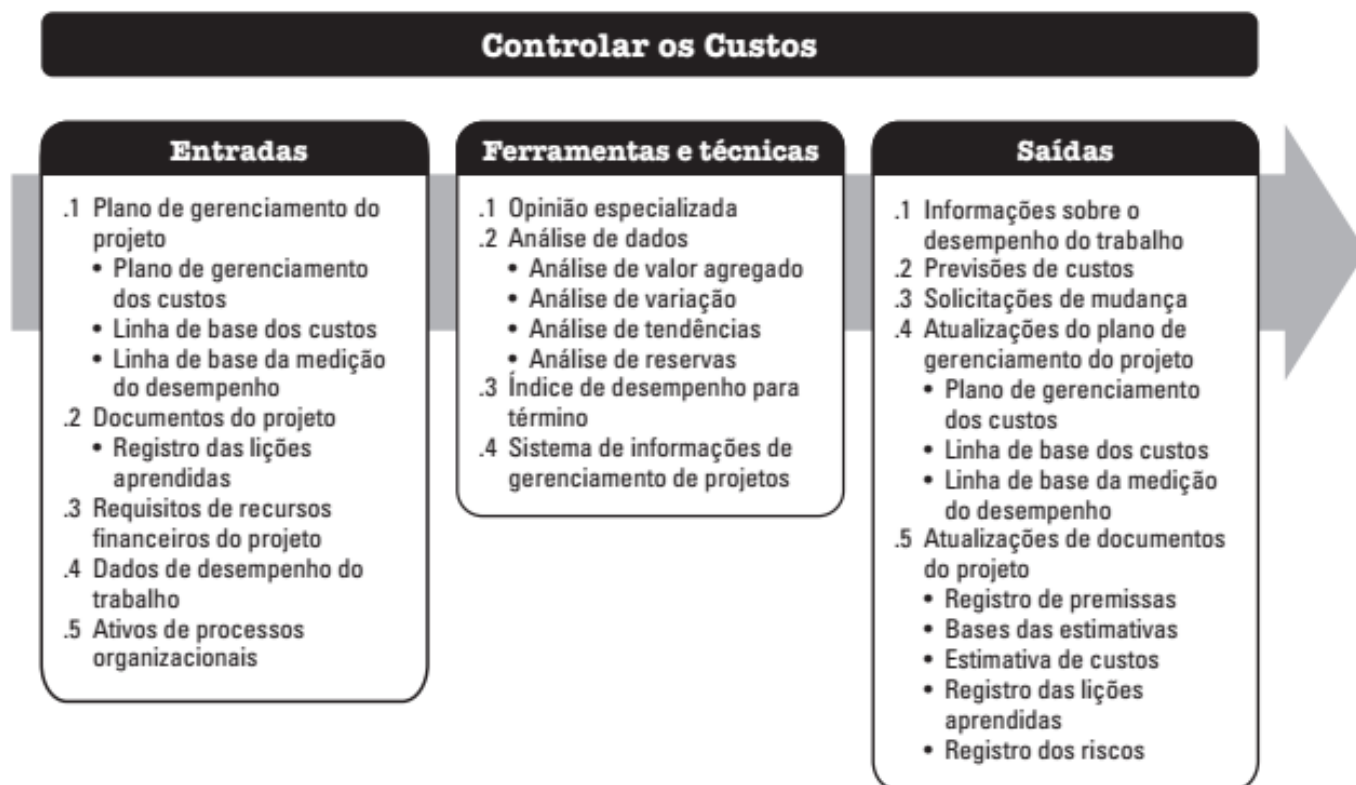 Controlar os Custos
Entradas
.1 Plano de gerenciamento do
projeto
• Plano de gerenciamento
dos custos
• Linha de base dos custos
• Linha de base da medição
do desempenho
.2 Documentos do projeto
• Registro das lições
aprendidas
.3 Requisitos de recursos
financeiros do projeto
.4 Dados de desempenho do
trabalho
.5 Ativos de processos
organizacionais
Ferramentas e técnicas
.1 Opinião especializada
.2 Análise de dados
• Análise de valor agregado
• Análise de variação
• Análise de tendências
• Análise de reservas
.3 Índice de desempenho para
término
.4 Sistema de informações de
gerenciamento de projetos
Saídas
.1 Informações sobre o
desempenho do trabalho
.2 Previsões de custos
.3 Solicitações de mudança
.4 Atualizações do plano de
gerenciamento do projeto
• Plano de gerenciamento
dos custos
• Linha de base dos custos
• Linha de base da medição
do desempenho
.5 Atualizações de documentos
do projeto
• Registro de premissas
• Bases das estimativas
• Estimativa de custos
• Registro das lições
aprendidas
• Registro dos riscos